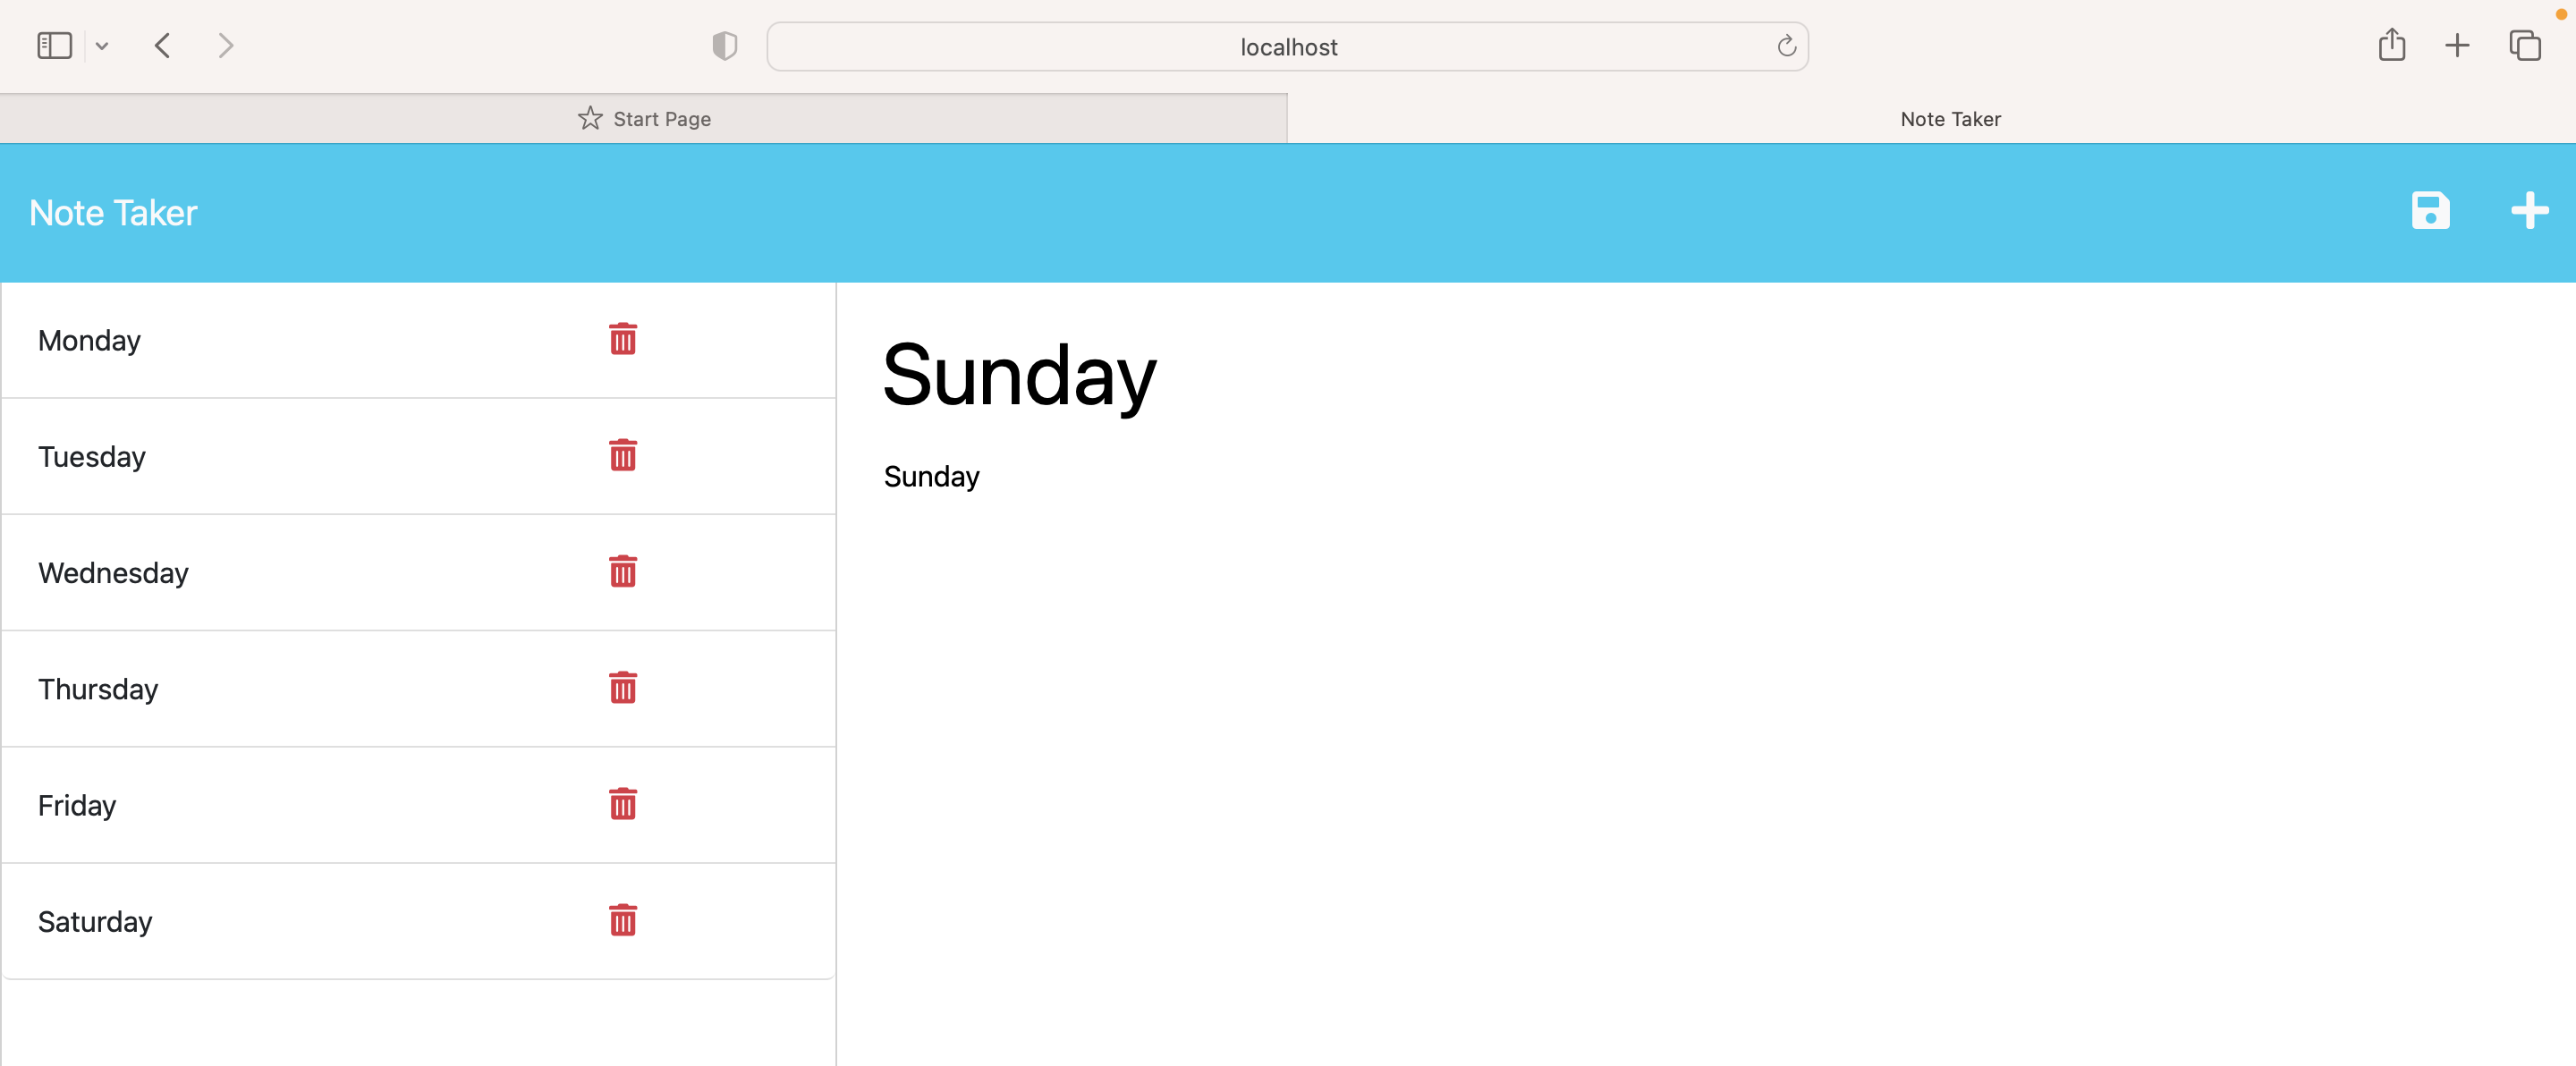 localhost
Start Page
Note Taker
Note Taker
Monday
Tuesday
Wednesday
Thursday
Friday
Saturday
Sunday
Sunday